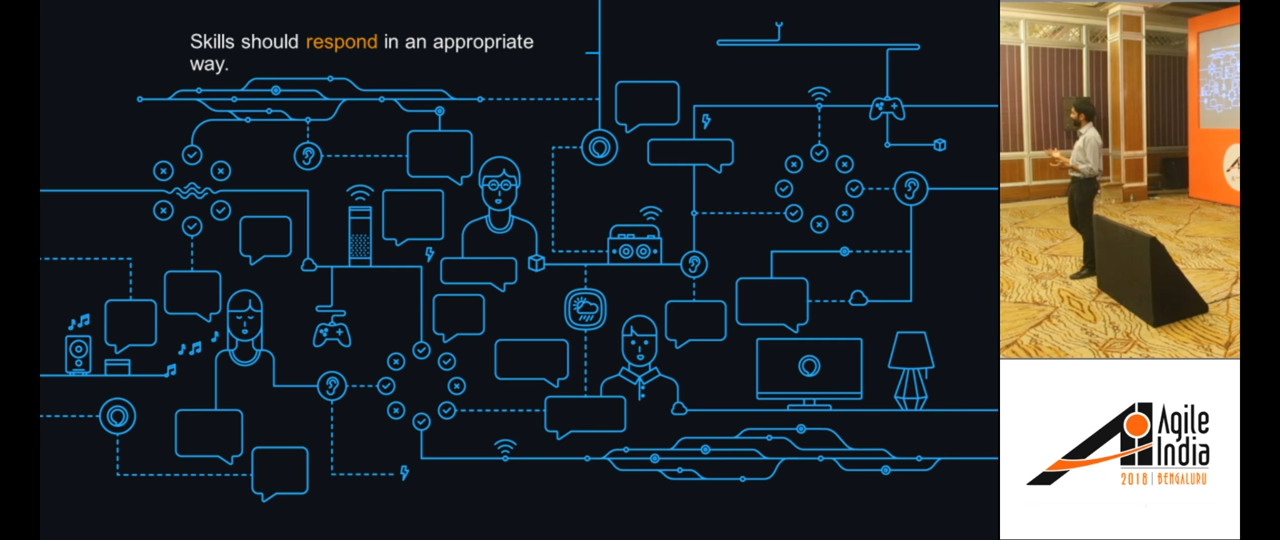 Skills should respond in an appropriate
way.
Agile
India
2018 | BENGALURU